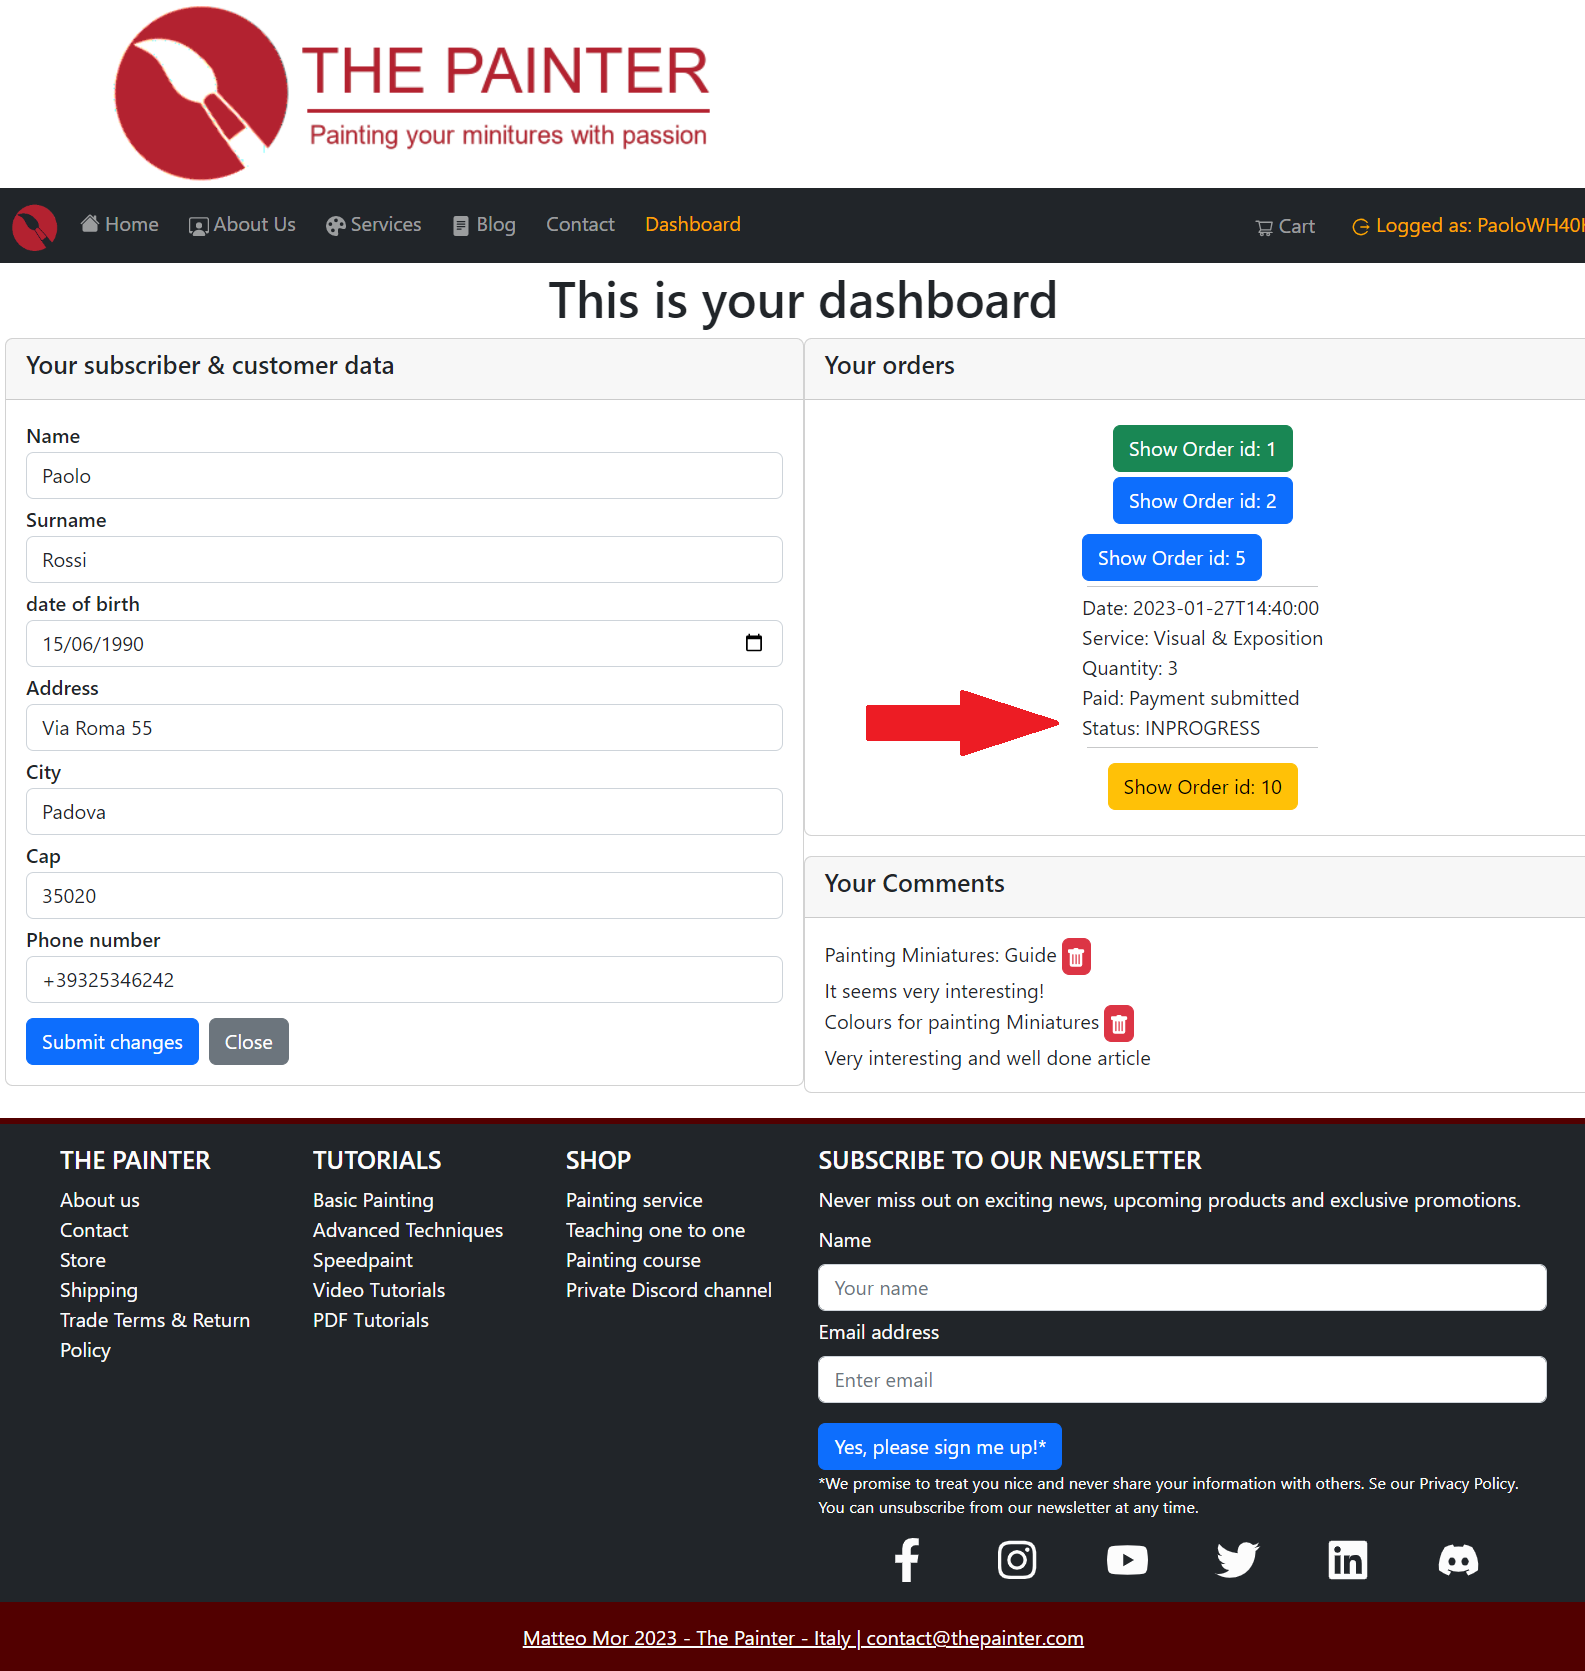 THE PAINTER
Painting your minitures with passion
Home About Us Services Blog Contact Dashboard Cart Logged as: PaoloWH40
This is your dashboard
Your subscriber & customer data
Name
Paolo
Surname
Rossi
date of birth
15/06/1990
Address
Via Roma 55
City
Padova
Cap
35020
Phone number
+39325346242
Submit changes Close
Your orders
Show Order id: 1
Show Order id: 2
Show Order id: 5
Date: 2023-01-27T14:40:00
Service: Visual & Exposition
Quantity: 3
Paid: Payment submitted
Status: INPROGRESS
Show Order id: 10
Your Comments
Painting Miniatures: Guide
It seems very interesting!
Colours for painting Miniatures
Very interesting and well done article
THE PAINTER
About us
Contact
Store
Shipping
Trade Terms & Return
Policy
TUTORIALS
Basic Painting
Advanced Techniques
Speedpaint
Video Tutorials
PDF Tutorials
SHOP
Painting service
Teaching one to one
Painting course
Private Discord channel
SUBSCRIBE TO OUR NEWSLETTER
Never miss out on exciting news, upcoming products and exclusive promotions.
Name
Your name
Email address
Enter email
Yes, please sign me up!*
*We promise to treat you nice and never share your information with others. Se our Privacy Policy.
You can unsubscribe from our newsletter at any time.
Matteo Mor 2023 - The Painter - Italy | contact@thepainter.com